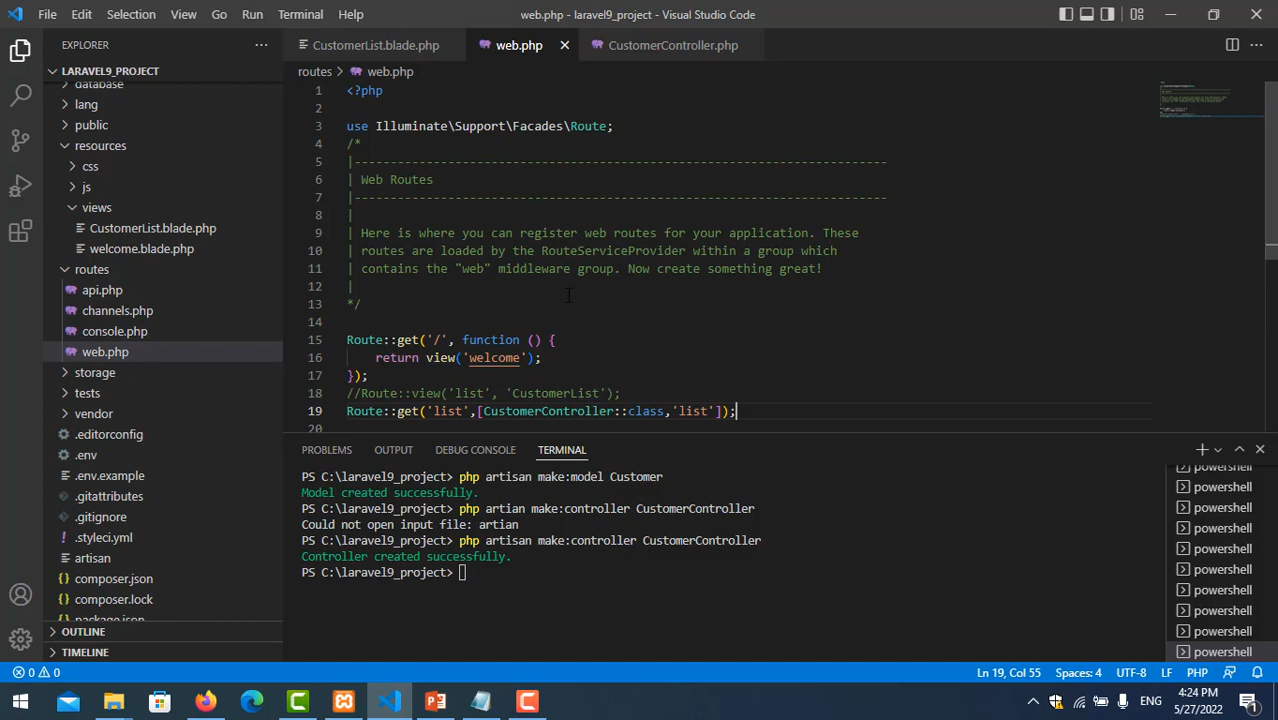 File Edit Selection View Go Run Terminal Help web.php - laravel9_project - Visual Studio Code
EXPLORER
LARAVEL9_PROJECT
database
lang
public
resources
css
js
views
CustomerList.blade.php
welcome.blade.php
routes
api.php
channels.php
console.php
web.php
storage
tests
vendor
.editorconfig
.env
.env.example
.gitattributes
.gitignore
.styleci.yml
artisan
composer.json
composer.lock
package.json
OUTLINE
TIMELINE
CustomerList.blade.php web.php CustomerController.php
routes > web.php
1 <?php
2
3 use Illuminate\Support\Facades\Route;
4 /*
5 |--------------------------------------------------------------------------
6 | Web Routes
7 |--------------------------------------------------------------------------
8 |
9 | Here is where you can register web routes for your application. These
10 | routes are loaded by the RouteServiceProvider within a group which
11 | contains the "web" middleware group. Now create something great!
12 |
13 */
14
15 Route::get('/', function () {
16 return view('welcome');
17 });
18 //Route::view('list', 'CustomerList');
19 Route::get('list',[CustomerController::class,'list']);
20
PROBLEMS OUTPUT DEBUG CONSOLE TERMINAL
PS C:\laravel9_project> php artisan make:model Customer
Model created successfully.
PS C:\laravel9_project> php artian make:controller CustomerController
Could not open input file: artian
PS C:\laravel9_project> php artisan make:controller CustomerController
Controller created successfully.
PS C:\laravel9_project>
powershell
powershell
powershell
powershell
powershell
powershell
powershell
powershell
powershell
powershell
0 0 Ln 19, Col 55 Spaces: 4 UTF-8 LF PHP
ENG 4:24 PM
5/27/2022
1